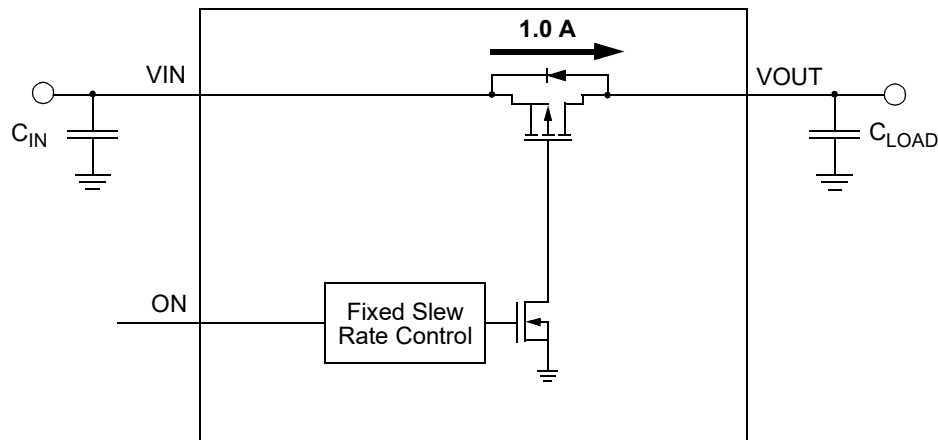 1.0 A
VIN
VOUT
CIN
CLOAD
ON
Fixed Slew
Rate Control